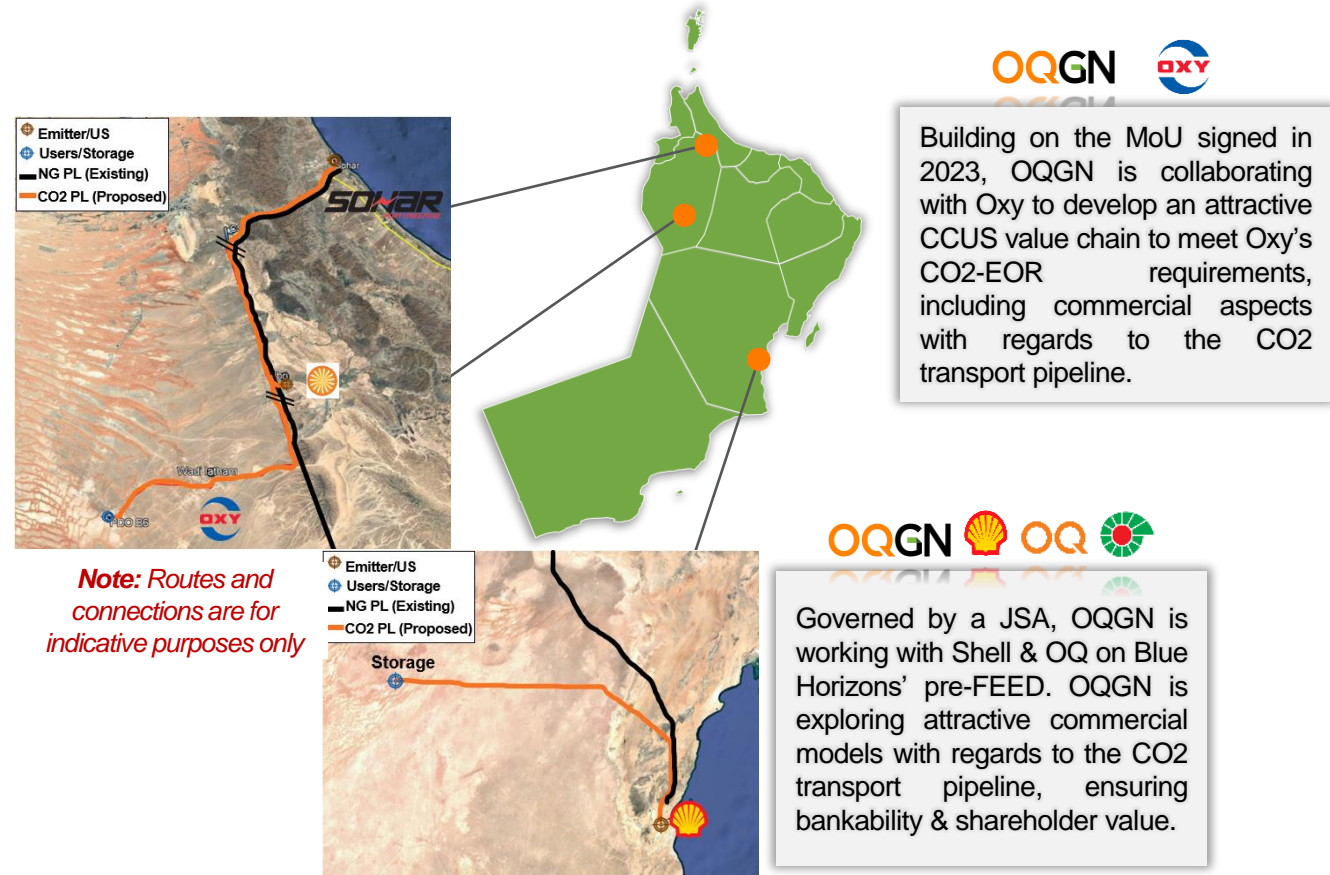 OQGN
OXY
Building on the MoU signed in
2023, OQGN is collaborating
with Oxy to develop an attractive
CCUS value chain to meet Oxy's
CO2-EOR requirements,
including commercial aspects
with regards to the CO2
transport pipeline.
Emitter/US
Users/Storage
NG PL (Existing)
CO2 PL (Proposed)
SOHAR
OXY
Note: Routes and
connections are for
indicative purposes only
Emitter/US
Users/Storage
NG PL (Existing)
CO2 PL (Proposed)
Storage
OQGN
OQ
Governed by a JSA, OQGN is
working with Shell & OQ on Blue
Horizons' pre-FEED. OQGN is
exploring attractive commercial
models with regards to the CO2
transport pipeline, ensuring
bankability & shareholder value.